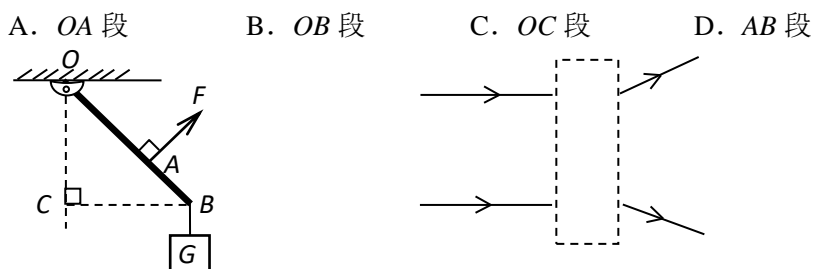 A．OA 段 B．OB 段 C．OC 段 D．AB 段
O
F
A
C
B
G